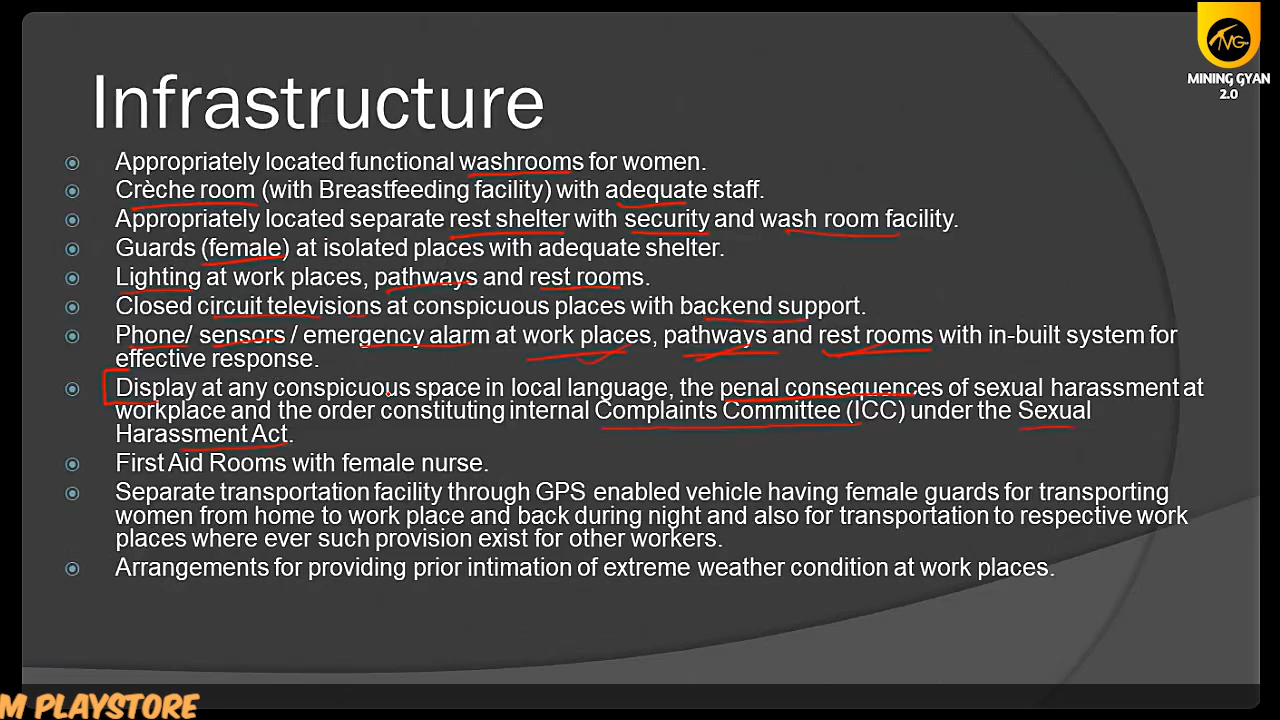 MINING GYAN
2.0
Infrastructure
Appropriately located functional washrooms for women.
Crèche room (with Breastfeeding facility) with adequate staff.
Appropriately located separate rest shelter with security and wash room facility.
Guards (female) at isolated places with adequate shelter.
Lighting at work places, pathways and rest rooms.
Closed circuit televisions at conspicuous places with backend support.
Phone/ sensors / emergency alarm at work places, pathways and rest rooms with in-built system for
effective response.
Display at any conspicuous space in local language, the penal consequences of sexual harassment at
workplace and the order constituting internal Complaints Committee (ICC) under the Sexual
Harassment Act.
First Aid Rooms with female nurse.
Separate transportation facility through GPS enabled vehicle having female guards for transporting
women from home to work place and back during night and also for transportation to respective work
places where ever such provision exist for other workers.
Arrangements for providing prior intimation of extreme weather condition at work places.
M PLAYSTORE